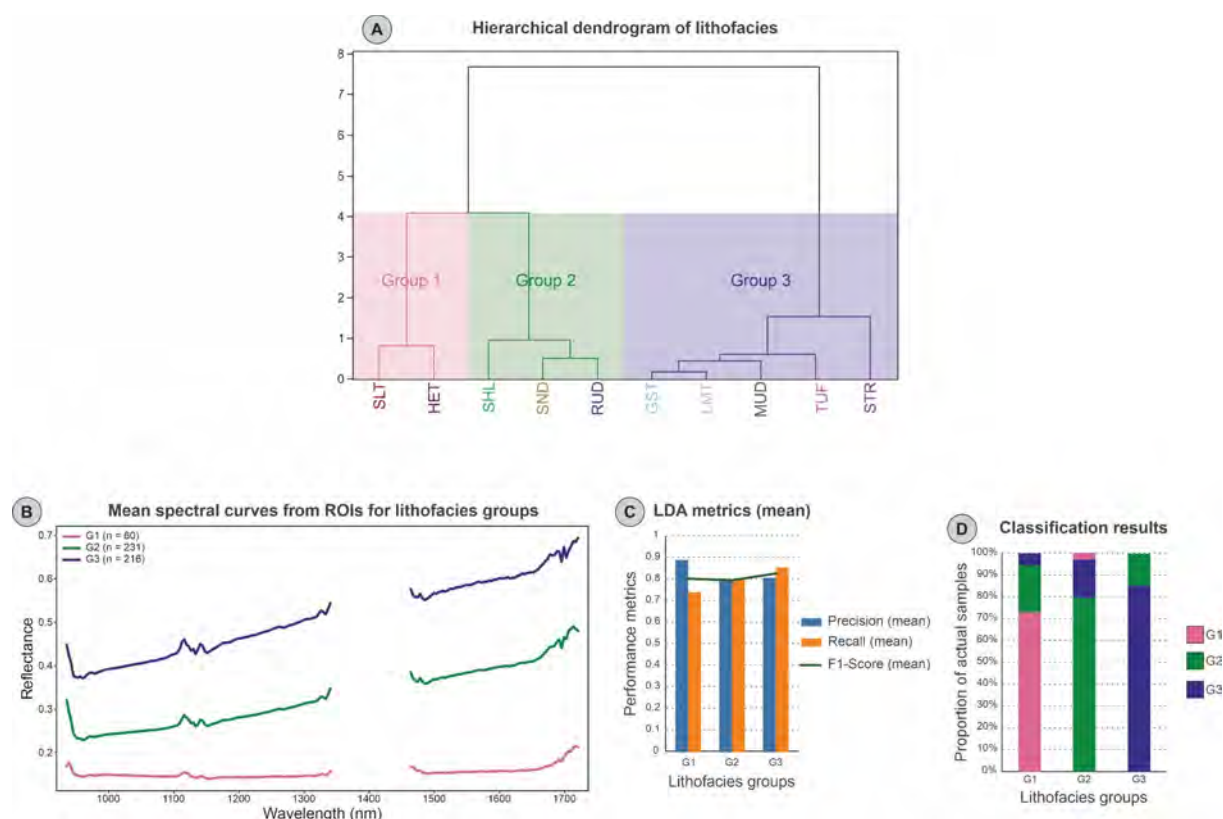 A Hierarchical dendrogram of lithofacies
8
7
6
5
4
3
2
1
0
Group 1
Group 2
Group 3
SLT
HET
SHL
SND
RUD
GST
LMT
MUD
TUF
STR
B Mean spectral curves from ROIs for lithofacies groups
G1 (n = 60)
G2 (n = 231)
G3 (n = 216)
Reflectance
0.7
0.6
0.5
0.4
0.3
0.2
1000 1100 1200 1300 1400 1500 1600 1700
Wavelength (nm)
C LDA metrics (mean)
Performance metrics
1
0.9
0.8
0.7
0.6
0.5
0.4
0.3
0.2
0.1
0
G1 G2 G3
Lithofacies groups
Precision (mean)
Recall (mean)
F1-Score (mean)
D Classification results
Proportion of actual samples
100%
90%
80%
70%
60%
50%
40%
30%
20%
10%
0%
G1 G2 G3
Lithofacies groups
G1
G2
G3